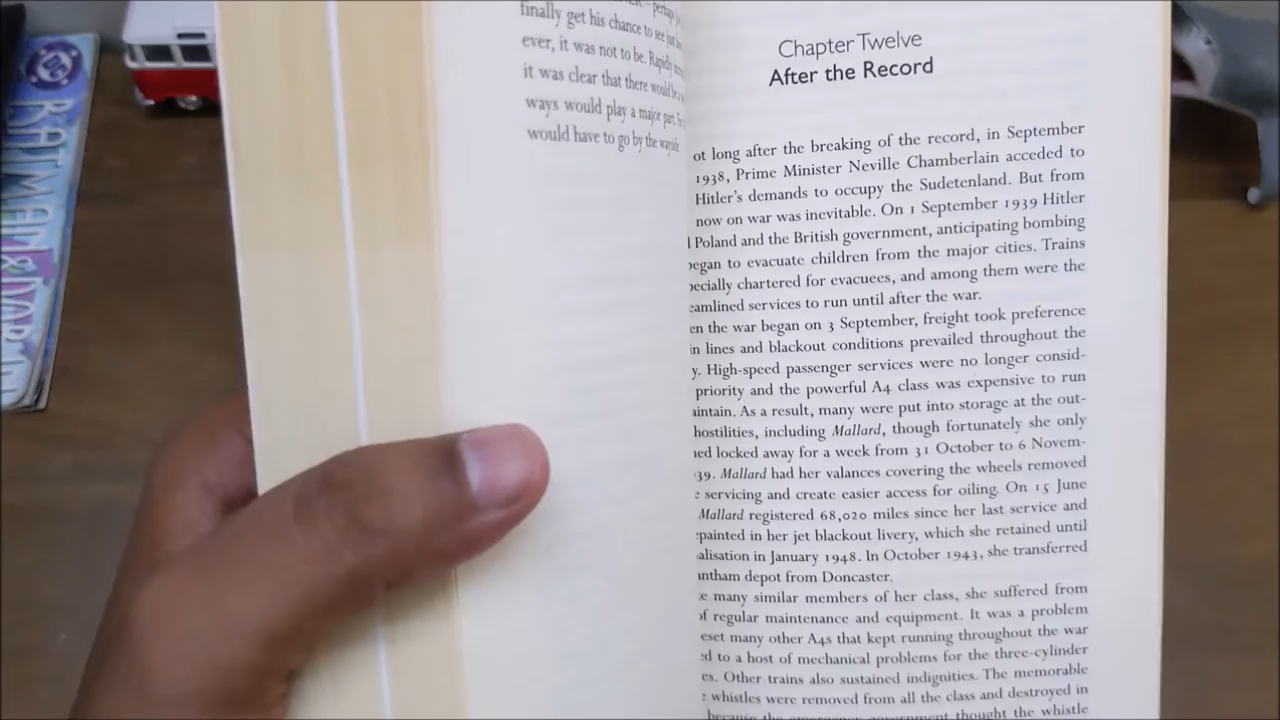 BATMAN
finally get his chance to see just
ever, it was not to be. Rapidly
it was clear that there would be a
ways would play a major part. For
would have to go by the wayside.
Chapter Twelve
After the Record
ot long after the breaking of the record, in September
1938, Prime Minister Neville Chamberlain acceded to
Hitler's demands to occupy the Sudetenland. But from
now on war was inevitable. On 1 September 1939 Hitler
Poland and the British government, anticipating bombing
began to evacuate children from the major cities. Trains
pecially chartered for evacuees, and among them were the
eamlined services to run until after the war.
en the war began on 3 September, freight took preference
in lines and blackout conditions prevailed throughout the
y. High-speed passenger services were no longer consid-
priority and the powerful A4 class was expensive to run
aintain. As a result, many were put into storage at the out-
hostilities, including Mallard, though fortunately she only
ned locked away for a week from 31 October to 6 Novem-
39. Mallard had her valances covering the wheels removed
e servicing and create easier access for oiling. On 15 June
Mallard registered 68,020 miles since her last service and
painted in her jet blackout livery, which she retained until
alisation in January 1948. In October 1943, she transferred
antham depot from Doncaster.
e many similar members of her class, she suffered from
of regular maintenance and equipment. It was a problem
eset many other A4s that kept running throughout the war
ed to a host of mechanical problems for the three-cylinder
es. Other trains also sustained indignities. The memorable
whistles were removed from all the class and destroyed in
because the emergency government thought the whistle